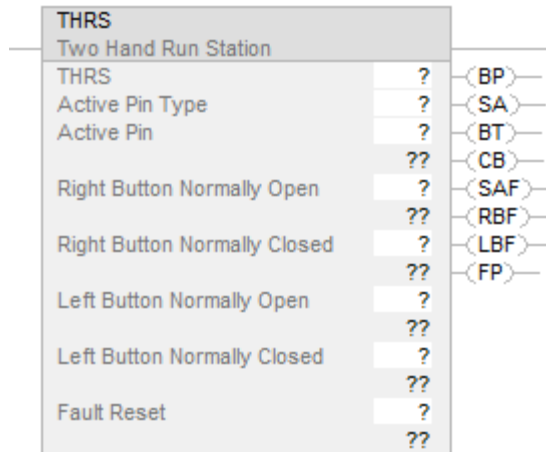 THRS
Two Hand Run Station
THRS ? (BP)
Active Pin Type ? (SA)
Active Pin ? (BT)
?? (CB)
Right Button Normally Open ? (SAF)
?? (RBF)
Right Button Normally Closed ? (LBF)
?? (FP)
Left Button Normally Open ?
??
Left Button Normally Closed ?
??
Fault Reset ?
??